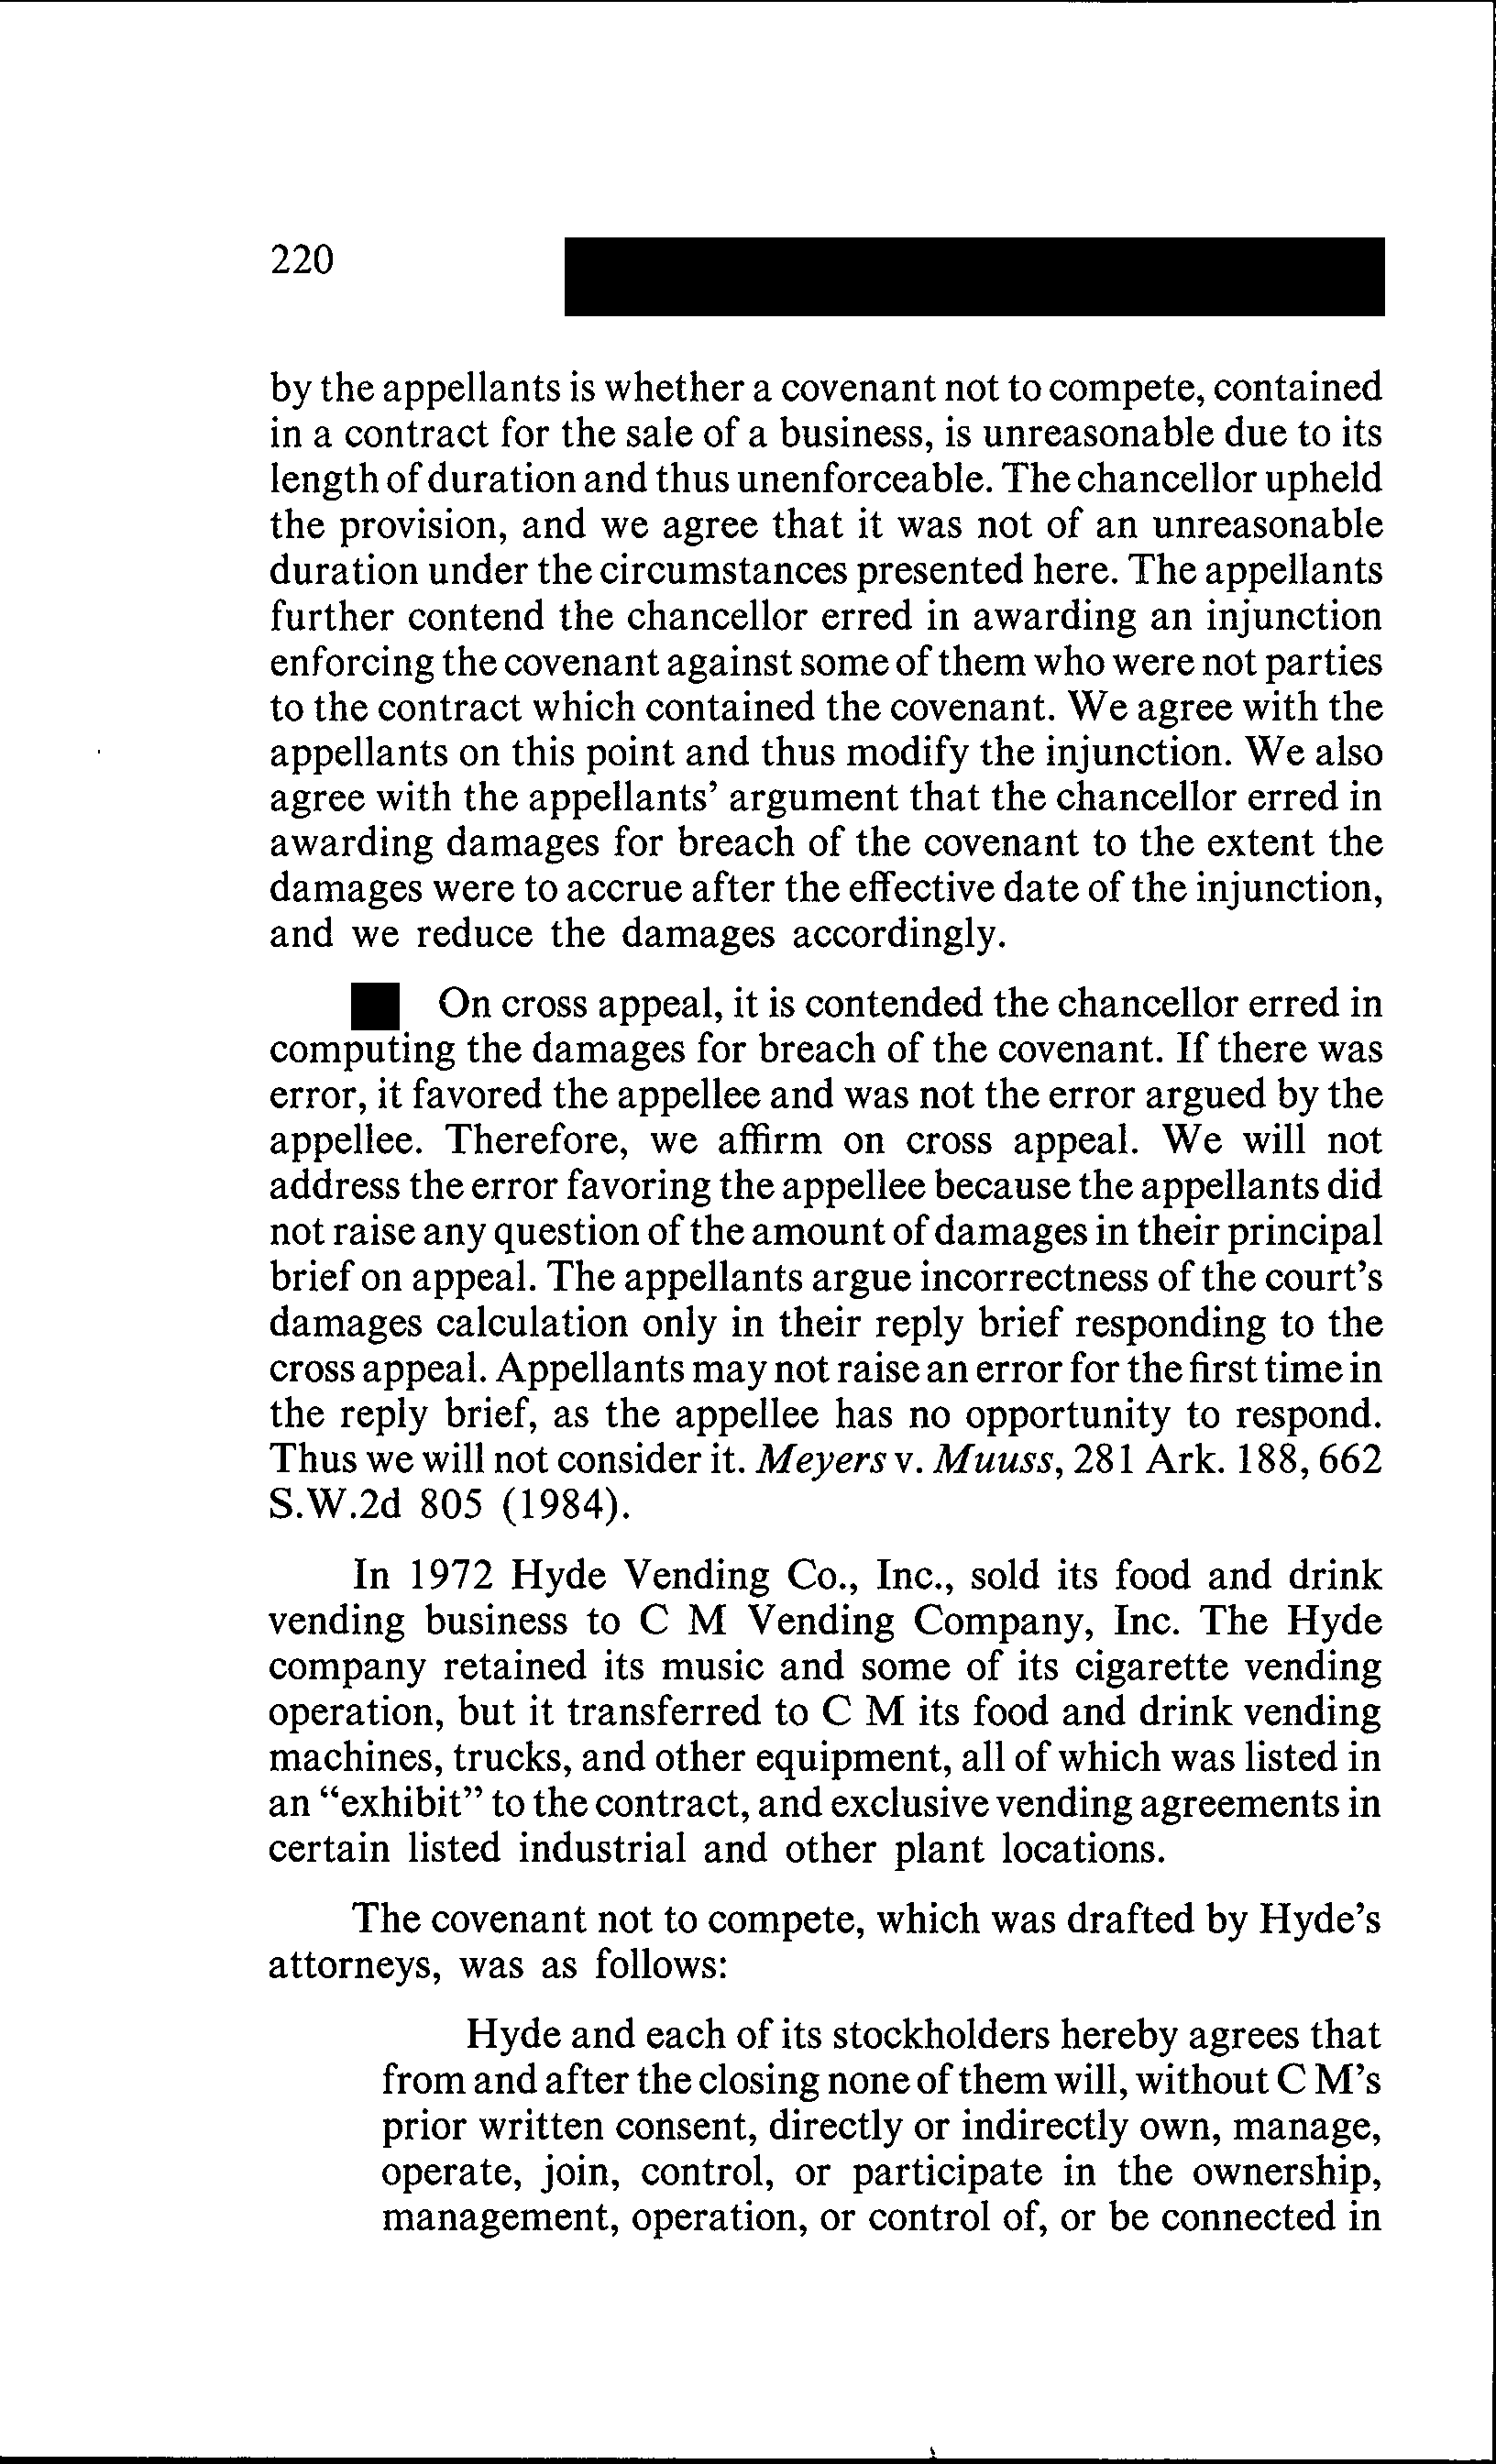 220
by the appellants is whether a covenant not to compete, contained
in a contract for the sale of a business, is unreasonable due to its
length of duration and thus unenforceable. The chancellor upheld
the provision, and we agree that it was not of an unreasonable
duration under the circumstances presented here. The appellants
further contend the chancellor erred in awarding an injunction
enforcing the covenant against some of them who were not parties
to the contract which contained the covenant. We agree with the
appellants on this point and thus modify the injunction. We also
agree with the appellants' argument that the chancellor erred in
awarding damages for breach of the covenant to the extent the
damages were to accrue after the effective date of the injunction,
and we reduce the damages accordingly.
On cross appeal, it is contended the chancellor erred in
computing the damages for breach of the covenant. If there was
error, it favored the appellee and was not the error argued by the
appellee. Therefore, we affirm on cross appeal. We will not
address the error favoring the appellee because the appellants did
not raise any question of the amount of damages in their principal
brief on appeal. The appellants argue incorrectness of the court's
damages calculation only in their reply brief responding to the
cross appeal. Appellants may not raise an error for the first time in
the reply brief, as the appellee has no opportunity to respond.
Thus we will not consider it. Meyers v. Muuss, 281 Ark. 188, 662
S.W.2d 805 (1984).
In 1972 Hyde Vending Co., Inc., sold its food and drink
vending business to C M Vending Company, Inc. The Hyde
company retained its music and some of its cigarette vending
operation, but it transferred to C M its food and drink vending
machines, trucks, and other equipment, all of which was listed in
an "exhibit" to the contract, and exclusive vending agreements in
certain listed industrial and other plant locations.
The covenant not to compete, which was drafted by Hyde's
attorneys, was as follows:
Hyde and each of its stockholders hereby agrees that
from and after the closing none of them will, without C M's
prior written consent, directly or indirectly own, manage,
operate, join, control, or participate in the ownership,
management, operation, or control of, or be connected in